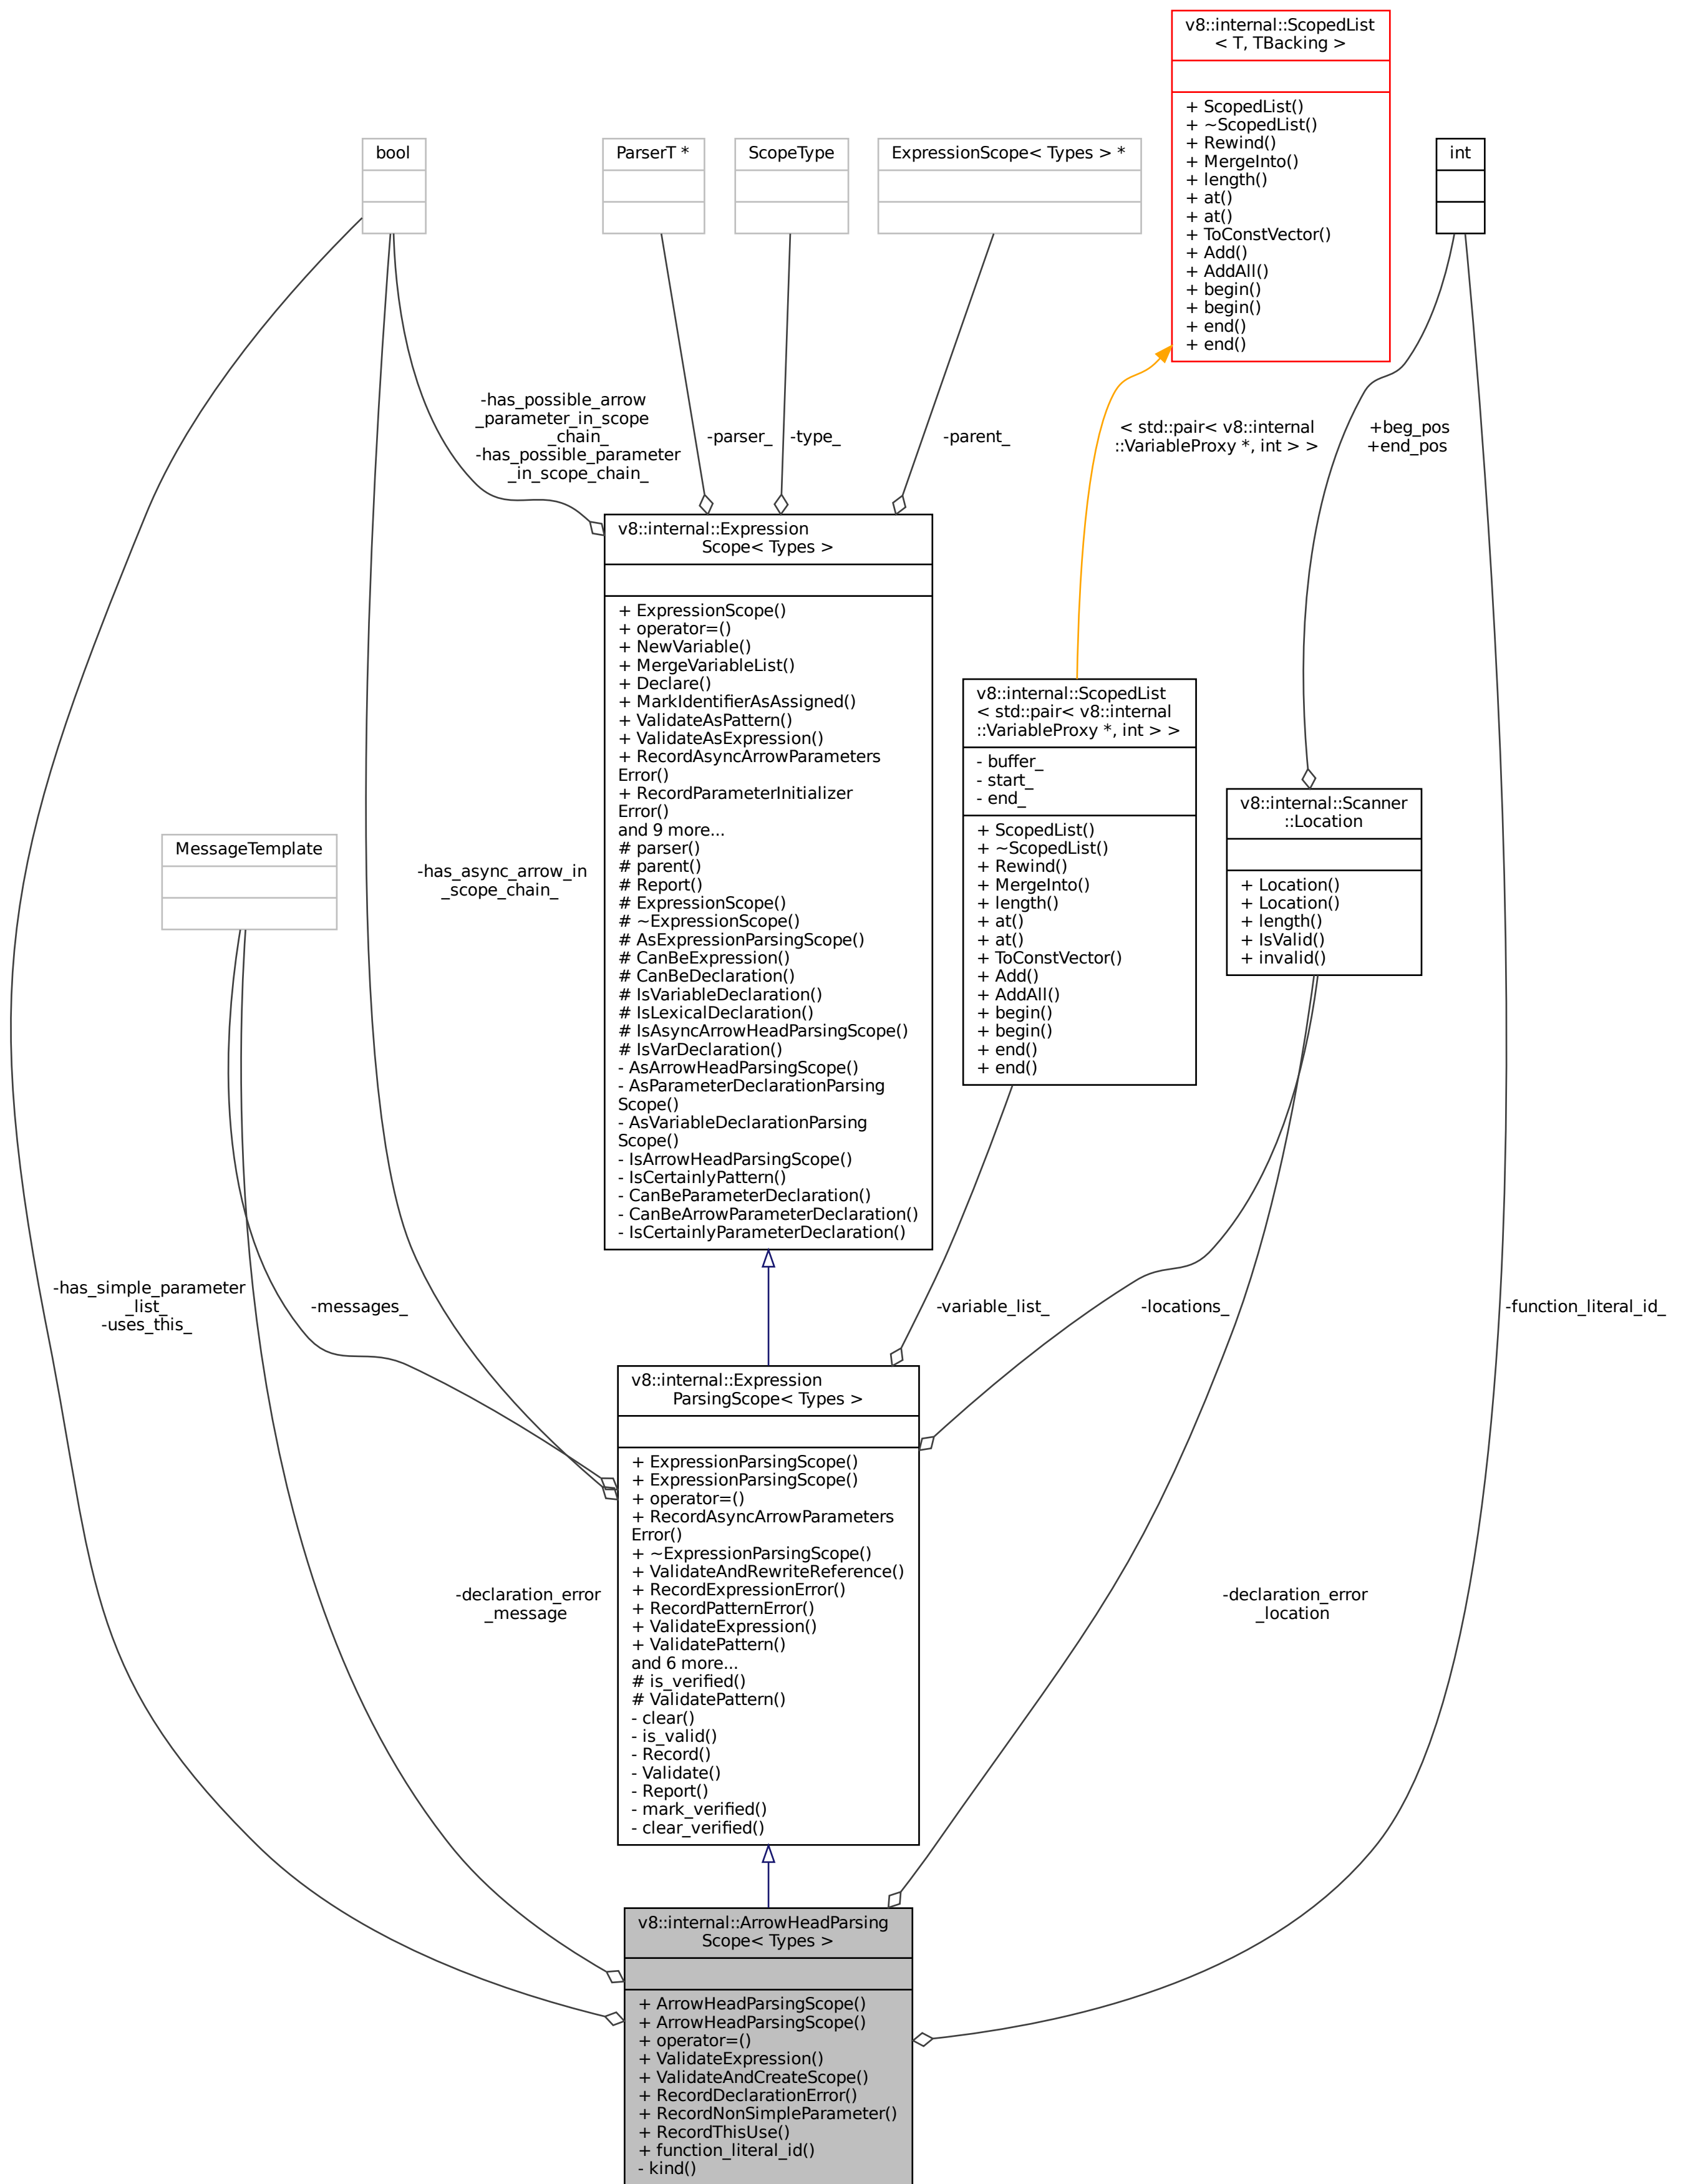 v8::internal::ScopedList
< T, TBacking >
+ ScopedList()
+ ~ScopedList()
+ Rewind()
+ MergeInto()
+ length()
+ at()
+ at()
+ ToConstVector()
+ Add()
+ AddAll()
+ begin()
+ begin()
+ end()
+ end()
bool
ParserT *
ScopeType
ExpressionScope< Types > *
int
-has_possible_arrow
_parameter_in_scope
_chain_
-has_possible_parameter
_in_scope_chain_
-parser_
-type_
-parent_
< std::pair< v8::internal
::VariableProxy *, int > >
+beg_pos
+end_pos
v8::internal::Expression
Scope< Types >
+ ExpressionScope()
+ operator=()
+ NewVariable()
+ MergeVariableList()
+ Declare()
+ MarkIdentifierAsAssigned()
+ ValidateAsPattern()
+ ValidateAsExpression()
+ RecordAsyncArrowParameters
Error()
+ RecordParameterInitializer
Error()
and 9 more...
# parser()
# parent()
# Report()
# ExpressionScope()
# ~ExpressionScope()
# AsExpressionParsingScope()
# CanBeExpression()
# CanBeDeclaration()
# IsVariableDeclaration()
# IsLexicalDeclaration()
# IsAsyncArrowHeadParsingScope()
# IsVarDeclaration()
- AsArrowHeadParsingScope()
- AsParameterDeclarationParsing
Scope()
- AsVariableDeclarationParsing
Scope()
- IsArrowHeadParsingScope()
- IsCertainlyPattern()
- CanBeParameterDeclaration()
- CanBeArrowParameterDeclaration()
- IsCertainlyParameterDeclaration()
v8::internal::ScopedList
< std::pair< v8::internal
::VariableProxy *, int > >
- buffer_
- start_
- end_
+ ScopedList()
+ ~ScopedList()
+ Rewind()
+ MergeInto()
+ length()
+ at()
+ at()
+ ToConstVector()
+ Add()
+ AddAll()
+ begin()
+ begin()
+ end()
+ end()
v8::internal::Scanner
::Location
+ Location()
+ Location()
+ length()
+ IsValid()
+ invalid()
MessageTemplate
-has_async_arrow_in
_scope_chain_
-has_simple_parameter
_list_
-uses_this_
-messages_
-variable_list_
-locations_
-function_literal_id_
v8::internal::Expression
ParsingScope< Types >
+ ExpressionParsingScope()
+ ExpressionParsingScope()
+ operator=()
+ RecordAsyncArrowParameters
Error()
+ ~ExpressionParsingScope()
+ ValidateAndRewriteReference()
+ RecordExpressionError()
+ RecordPatternError()
+ ValidateExpression()
+ ValidatePattern()
and 6 more...
# is_verified()
# ValidatePattern()
- clear()
- is_valid()
- Record()
- Validate()
- Report()
- mark_verified()
- clear_verified()
-declaration_error
_message
-declaration_error
_location
v8::internal::ArrowHeadParsing
Scope< Types >
+ ArrowHeadParsingScope()
+ ArrowHeadParsingScope()
+ operator=()
+ ValidateExpression()
+ ValidateAndCreateScope()
+ RecordDeclarationError()
+ RecordNonSimpleParameter()
+ RecordThisUse()
+ function_literal_id()
- kind()